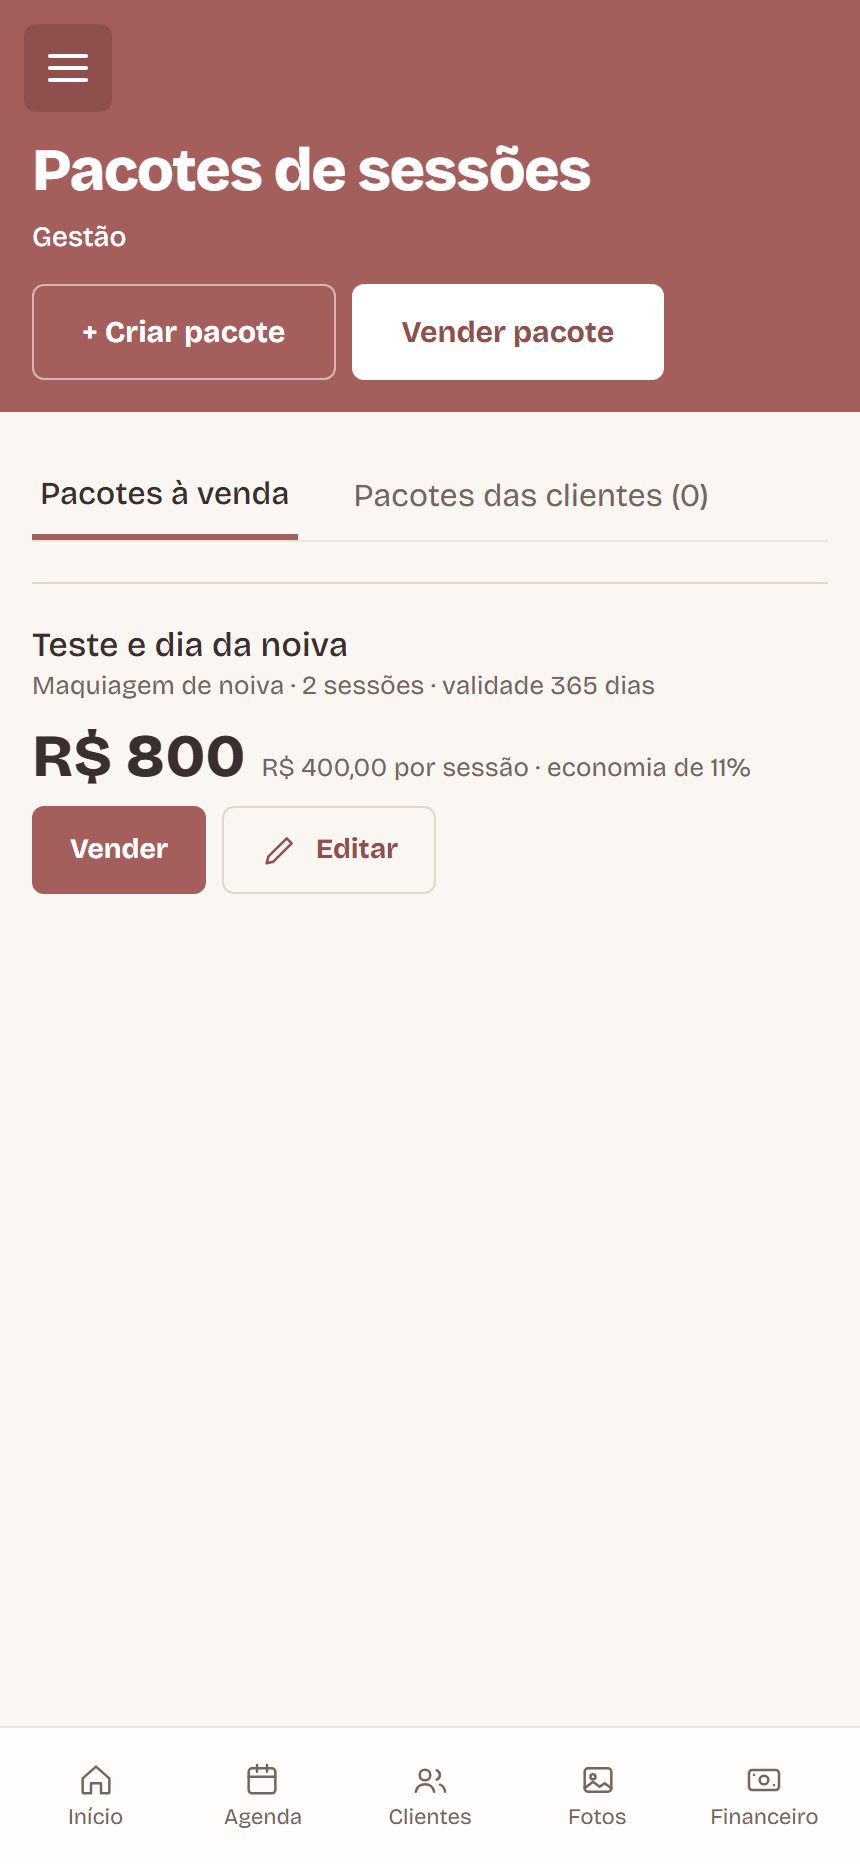 Pacotes de sessões
Gestão
+ Criar pacote
Vender pacote
Pacotes à venda
Pacotes das clientes (0)
Teste e dia da noiva
Maquiagem de noiva · 2 sessões · validade 365 dias
R$ 800 R$ 400,00 por sessão · economia de 11%
Vender
Editar
Início
Agenda
Clientes
Fotos
Financeiro